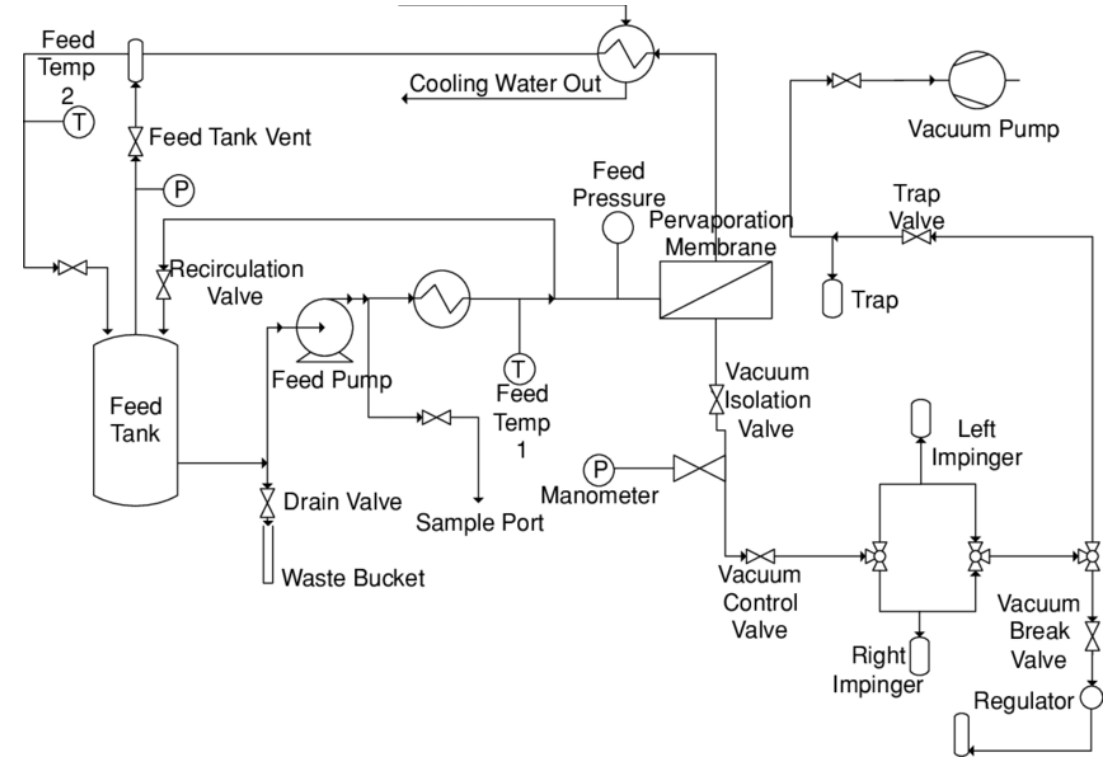 Feed
Temp
2
T
Cooling Water Out
Vacuum Pump
Feed Tank Vent
P
Feed
Pressure
Pervaporation
Membrane
Trap
Valve
Recirculation
Valve
Trap
Feed Pump
T
Feed
Temp
1
Vacuum
Isolation
Valve
Feed
Tank
Left
Impinger
P
Manometer
Drain Valve
Sample Port
Waste Bucket
Vacuum
Control
Valve
Vacuum
Break
Valve
Right
Impinger
Regulator